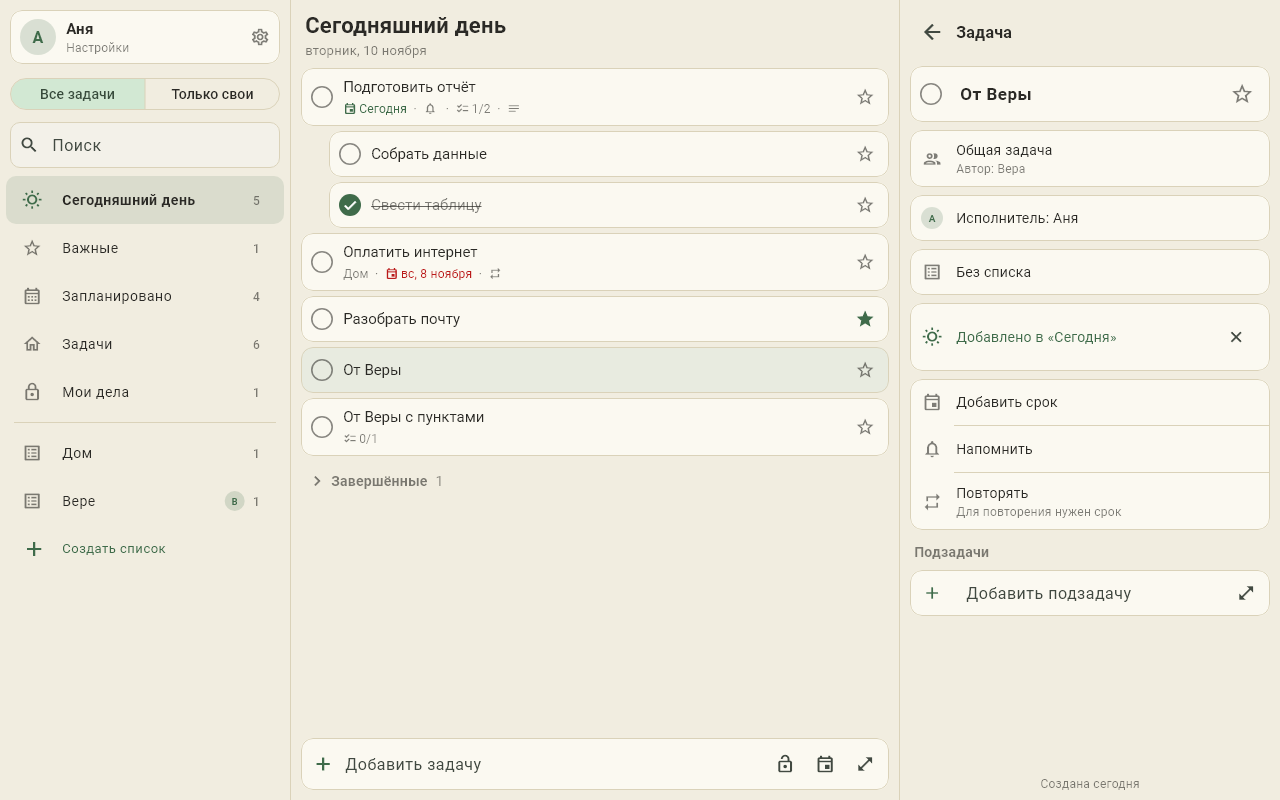 А
Аня
Настройки
Все задачи
Только свои
Поиск
Сегодняшний день 5
Важные 1
Запланировано 4
Задачи 6
Мои дела 1
Дом 1
Вере В 1
Создать список
Сегодняшний день
вторник, 10 ноября
Подготовить отчёт
Сегодня · · 1/2 ·
Собрать данные
Свести таблицу
Оплатить интернет
Дом · вс, 8 ноября ·
Разобрать почту
От Веры
От Веры с пунктами
0/1
Завершённые 1
Добавить задачу
Задача
От Веры
Общая задача
Автор: Вера
А Исполнитель: Аня
Без списка
Добавлено в «Сегодня»
Добавить срок
Напомнить
Повторять
Для повторения нужен срок
Подзадачи
Добавить подзадачу
Создана сегодня